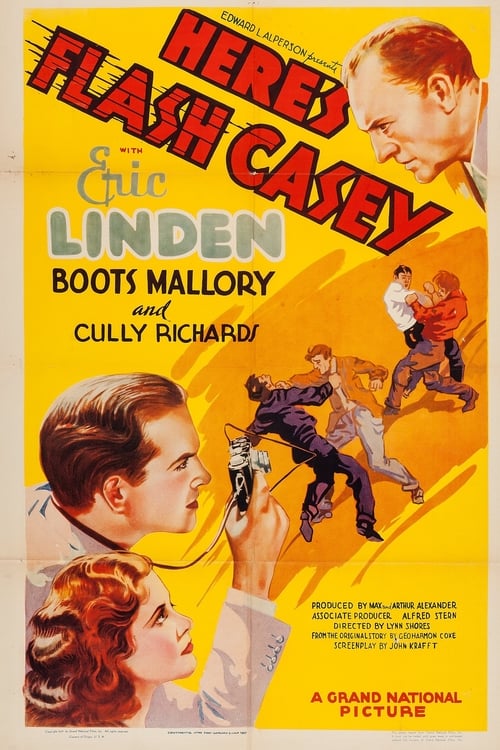 EDWARD L. ALPERSON presents
HERE'S
FLASH CASEY
WITH
Eric
LINDEN
BOOTS MALLORY
and
CULLY RICHARDS
PRODUCED BY MAX and ARTHUR ALEXANDER
ASSOCIATE PRODUCER ALFRED STERN
DIRECTED BY LYNN SHORES
FROM THE ORIGINAL STORY BY GEO HARMON COXE
SCREENPLAY BY JOHN KRAFFT
A GRAND NATIONAL
PICTURE